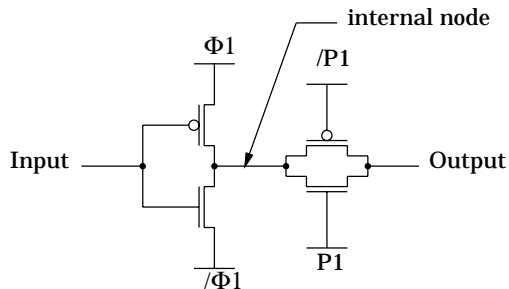 internal node
Φ1
/P1
Input
Output
/Φ1
P1